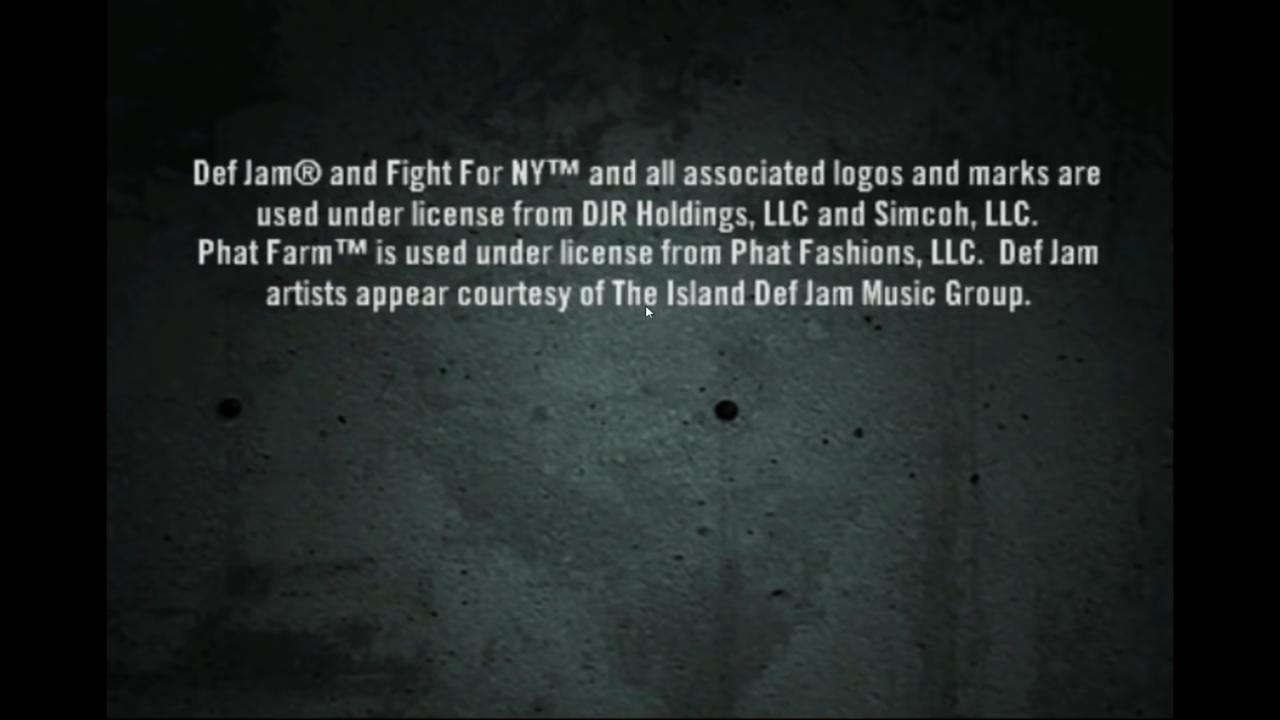 Def Jam® and Fight For NY™ and all associated logos and marks are
used under license from DJR Holdings, LLC and Simcoh, LLC.
Phat Farm™ is used under license from Phat Fashions, LLC.  Def Jam
artists appear courtesy of The Island Def Jam Music Group.